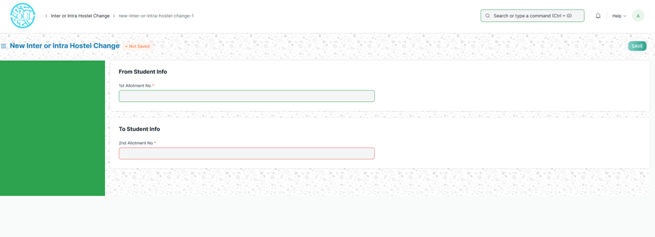 Inter or Intra Hostel Change
new-inter-or-intra-hostel-change-1
Search or type a command (Ctrl + G)
Help
A
New Inter or Intra Hostel Change
Not Saved
SAVE
From Student Info
1st Allotment No *
To Student Info
2nd Allotment No *